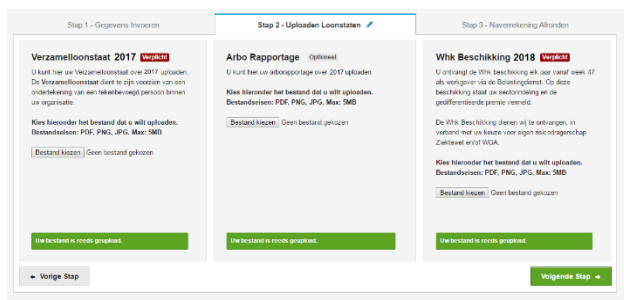 Stap 1 - Gegevens Invoeren
Stap 2 - Uploaden Loonstaten
Stap 3 - Naverrekening Afronden
Verzamelloonstaat 2017 Verplicht
U kunt hier uw Verzamelloonstaat over 2017 uploaden.
De Verzamelloonstaat dient te zijn voorzien van een
ondertekening van een tekenbevoegd persoon binnen
uw organisatie.
Kies hieronder het bestand dat u wilt uploaden.
Bestandseisen: PDF, PNG, JPG. Max: 5MB
Bestand kiezen Geen bestand gekozen
Uw bestand is reeds geupload.
Arbo Rapportage Optioneel
U kunt hier uw arborapportage over 2017 uploaden.
Kies hieronder het bestand dat u wilt uploaden.
Bestandseisen: PDF, PNG, JPG. Max: 5MB
Bestand kiezen Geen bestand gekozen
Uw bestand is reeds geupload.
Whk Beschikking 2018 Verplicht
U ontvangt de Whk beschikking elk jaar vanaf week 47
als werkgever via de Belastingdienst. Op deze
beschikking staat uw sectorindeling en de
gedifferentieerde premie vermeld.
De Whk Beschikking dienen wij te ontvangen, in
verband met uw keuze voor eigen risicodragerschap
Ziektewet en/of WGA.
Kies hieronder het bestand dat u wilt uploaden.
Bestandseisen: PDF, PNG, JPG. Max: 5MB
Bestand kiezen Geen bestand gekozen
Uw bestand is reeds geupload.
Vorige Stap
Volgende Stap